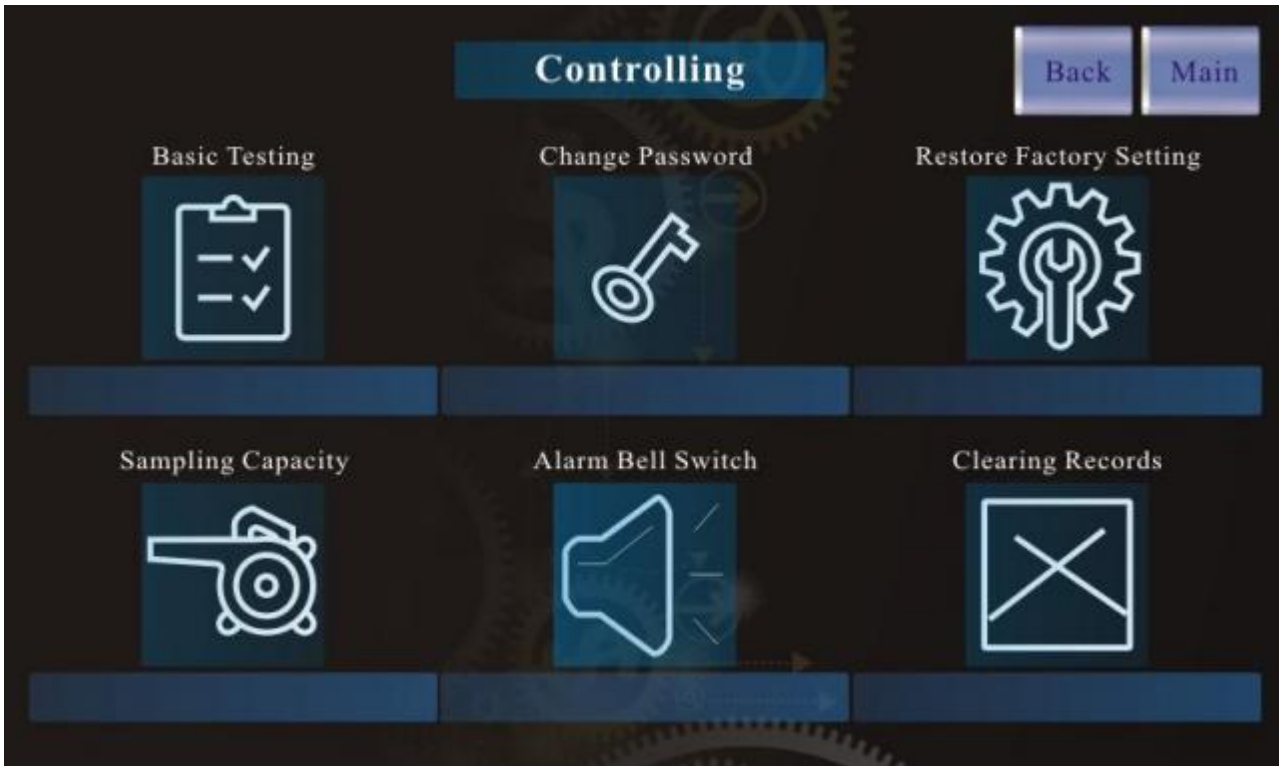 Controlling
Back
Main
Basic Testing
Change Password
Restore Factory Setting
Sampling Capacity
Alarm Bell Switch
Clearing Records